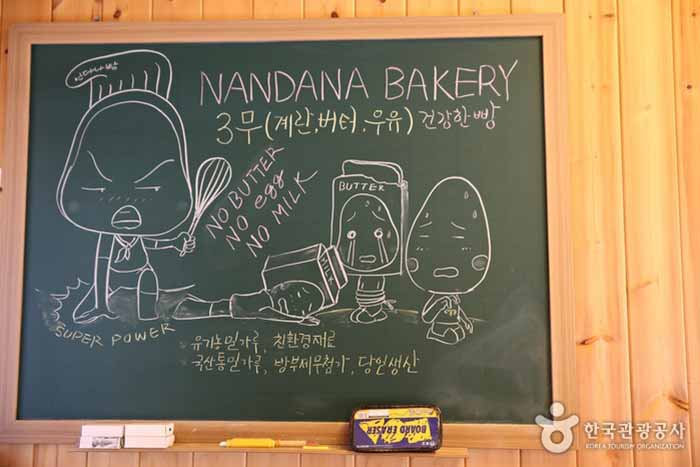 난다나빵
NANDANA BAKERY
3무(계란,버터,우유) 건강한빵
NO BUTTER
NO egg
NO MILK
BUTTER
MILK
SUPER POWER
유기농밀가루, 친환경재료
국산통밀가루, 방부제무첨가, 당일생산
BOARD ERASER
한국관광공사
KOREA TOURISM ORGANIZATION